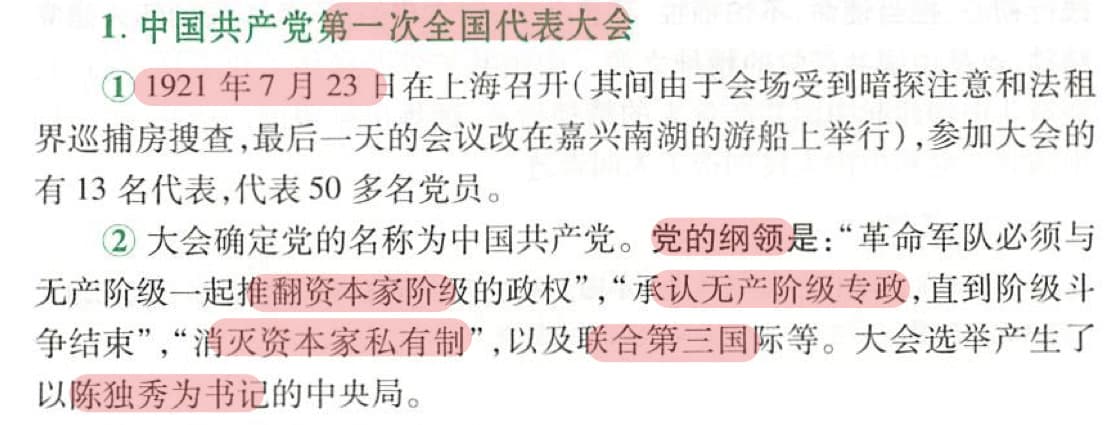 1. 中国共产党第一次全国代表大会
① 1921 年 7 月 23 日在上海召开(其间由于会场受到暗探注意和法租
界巡捕房搜查,最后一天的会议改在嘉兴南湖的游船上举行),参加大会的
有 13 名代表,代表 50 多名党员。
② 大会确定党的名称为中国共产党。党的纲领是:“革命军队必须与
无产阶级一起推翻资本家阶级的政权”,“承认无产阶级专政,直到阶级斗
争结束”,“消灭资本家私有制”,以及联合第三国际等。大会选举产生了
以陈独秀为书记的中央局。